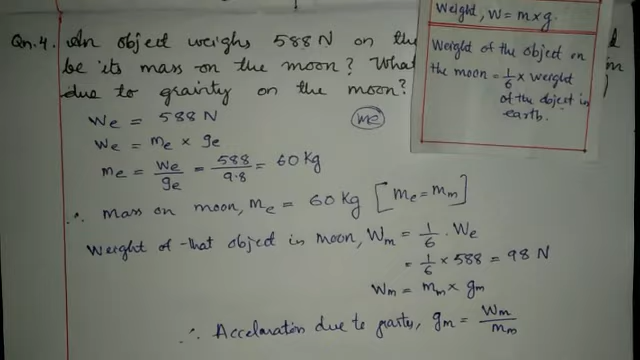 Weight, W = m×g.
Weight of the object on
the moon = 1/6 × weight
of the object in
earth.
Qn.4. An object weighs 588 N on the
be its mass on the moon? What
due to graity on the moon?
We = 588 N
me
We = me × ge
me = We/ge = 588/9.8 = 60 Kg
∴ mass on moon, me = 60 Kg [me = mm]
Weight of that object in moon, Wm = 1/6 . We
= 1/6 × 588 = 98 N
Wm = mm × gm
∴ Accelaration due to graity, gm = Wm/mm